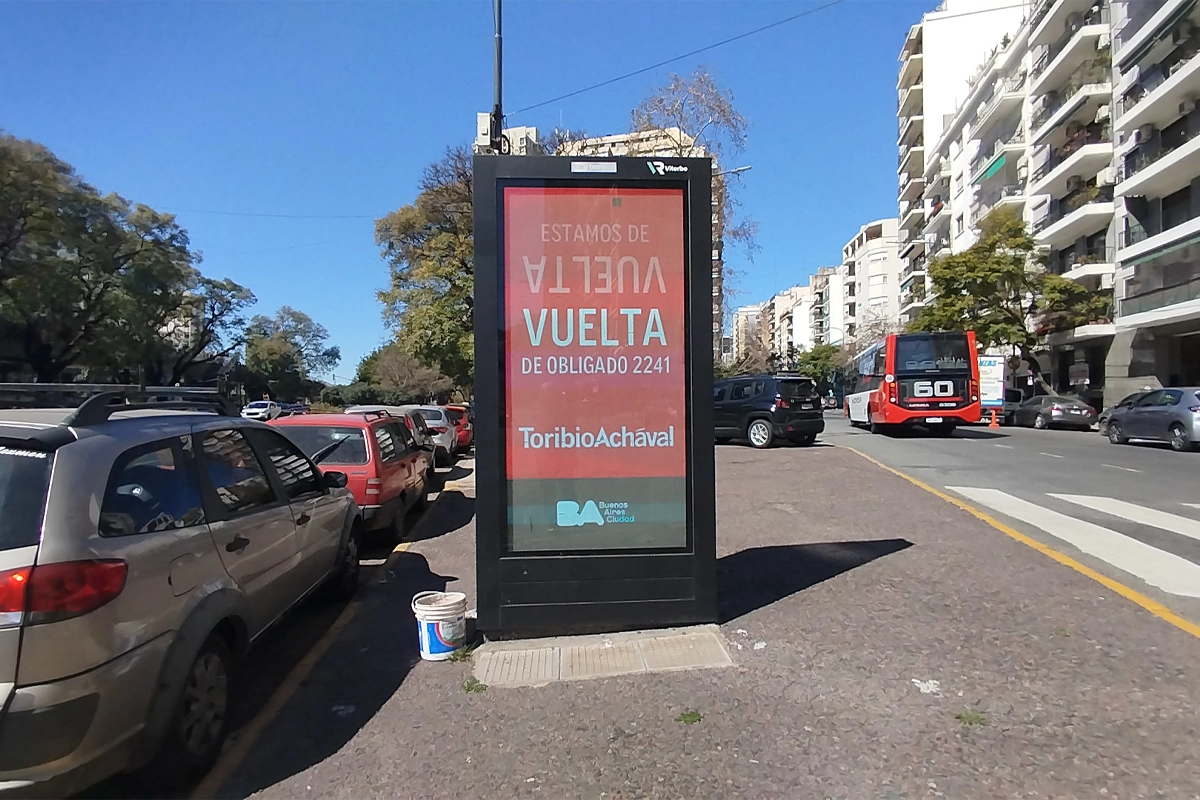 Viterbo
ESTAMOS DE
VUELTA
VUELTA
DE OBLIGADO 2241
ToribioAchával
BA Buenos
Aires
Ciudad
60